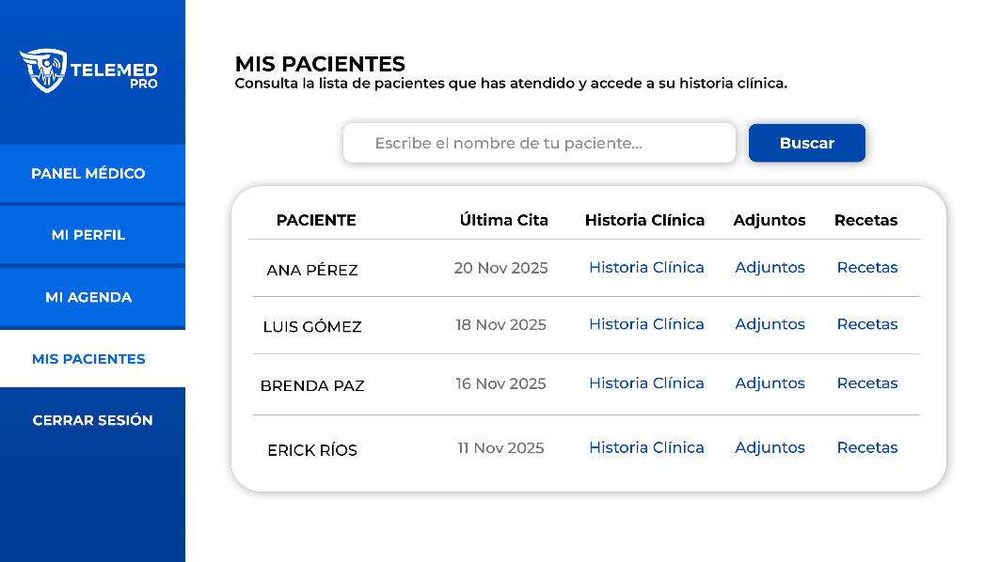 TELEMED
PRO
PANEL MÉDICO
MI PERFIL
MI AGENDA
MIS PACIENTES
CERRAR SESIÓN
MIS PACIENTES
Consulta la lista de pacientes que has atendido y accede a su historia clínica.
Escribe el nombre de tu paciente...
Buscar
PACIENTE Última Cita Historia Clínica Adjuntos Recetas
ANA PÉREZ 20 Nov 2025 Historia Clínica Adjuntos Recetas
LUIS GÓMEZ 18 Nov 2025 Historia Clínica Adjuntos Recetas
BRENDA PAZ 16 Nov 2025 Historia Clínica Adjuntos Recetas
ERICK RÍOS 11 Nov 2025 Historia Clínica Adjuntos Recetas